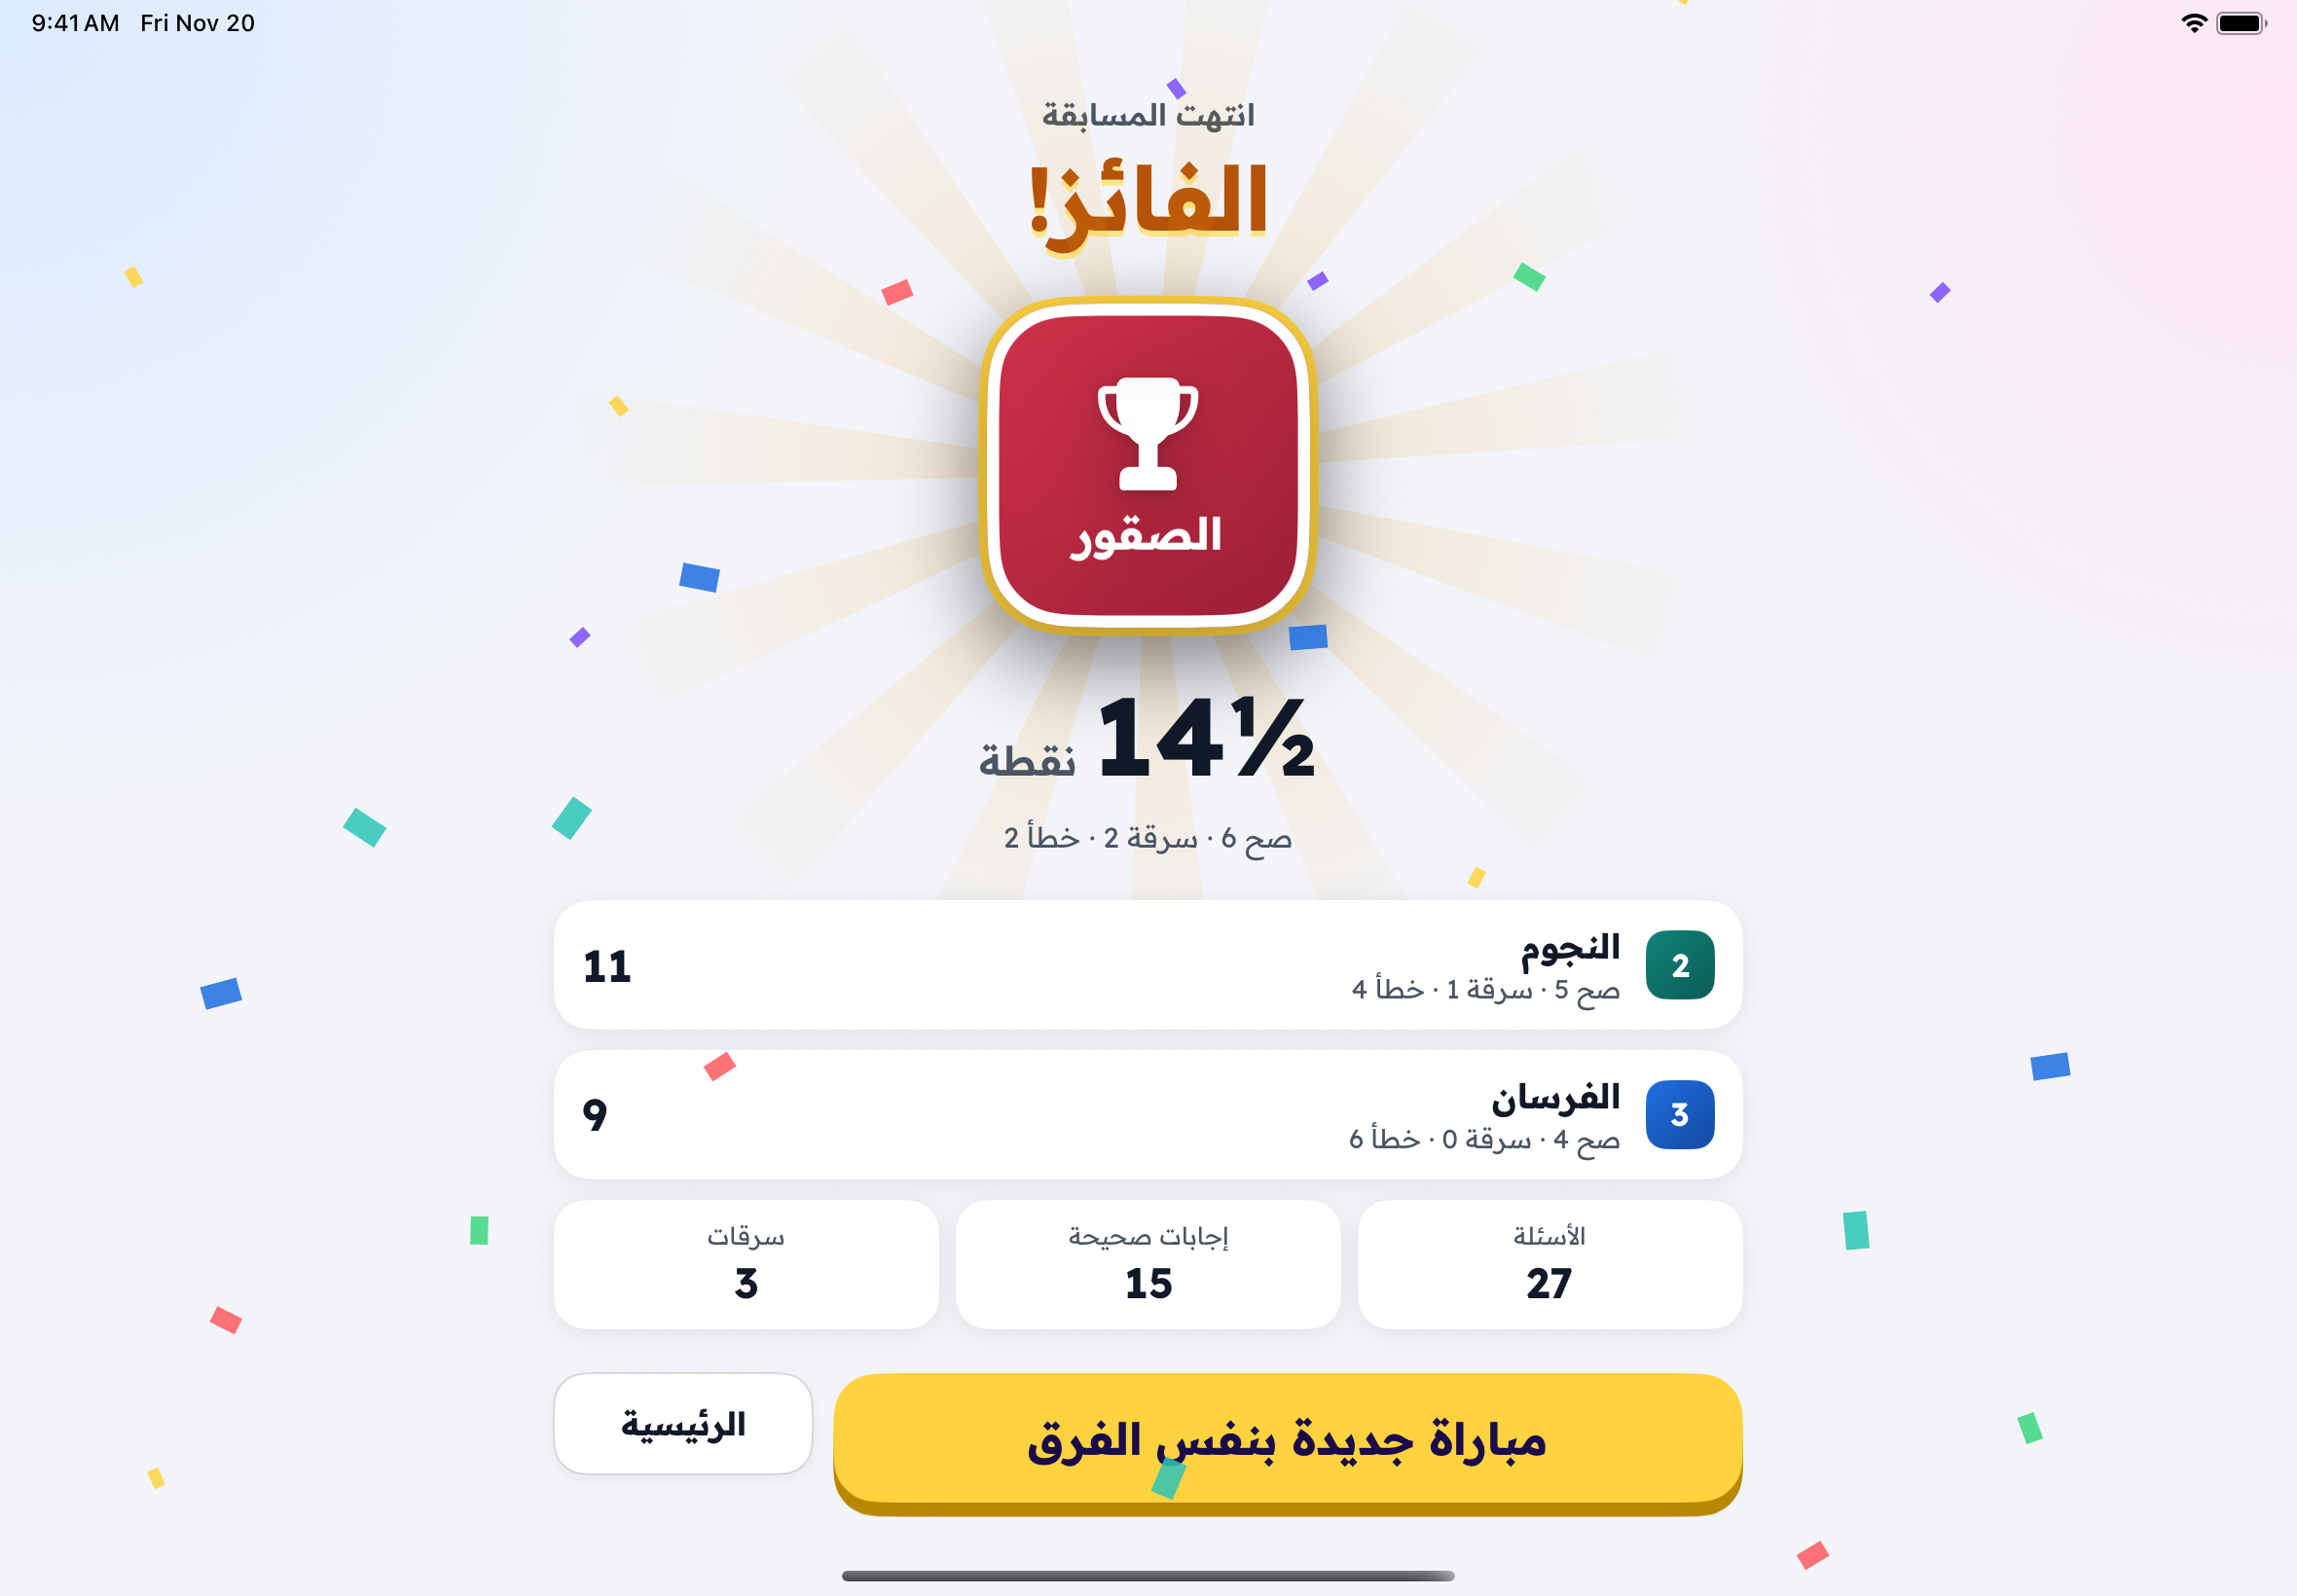 9:41 AM Fri Nov 20
انتهت المسابقة
الفائز!
الصقور
14½ نقطة
صح 6 · سرقة 2 · خطأ 2
2
النجوم
صح 5 · سرقة 1 · خطأ 4
11
3
الفرسان
صح 4 · سرقة 0 · خطأ 6
9
الأسئلة
27
إجابات صحيحة
15
سرقات
3
مباراة جديدة بنفس الفرق
الرئيسية